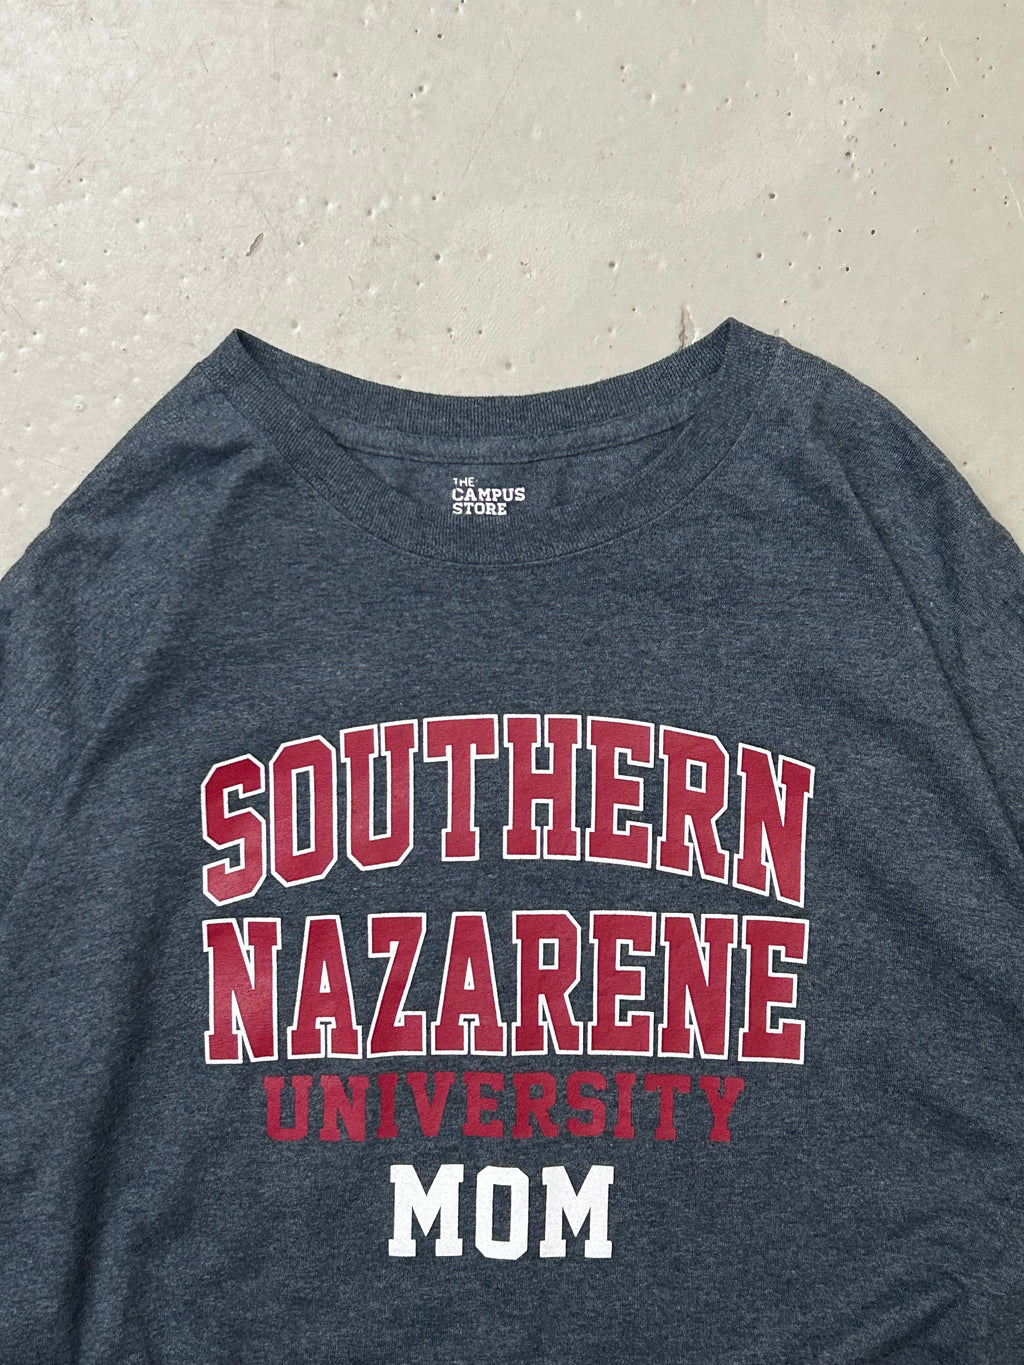 THE
CAMPUS
STORE
SOUTHERN
NAZARENE
UNIVERSITY
MOM